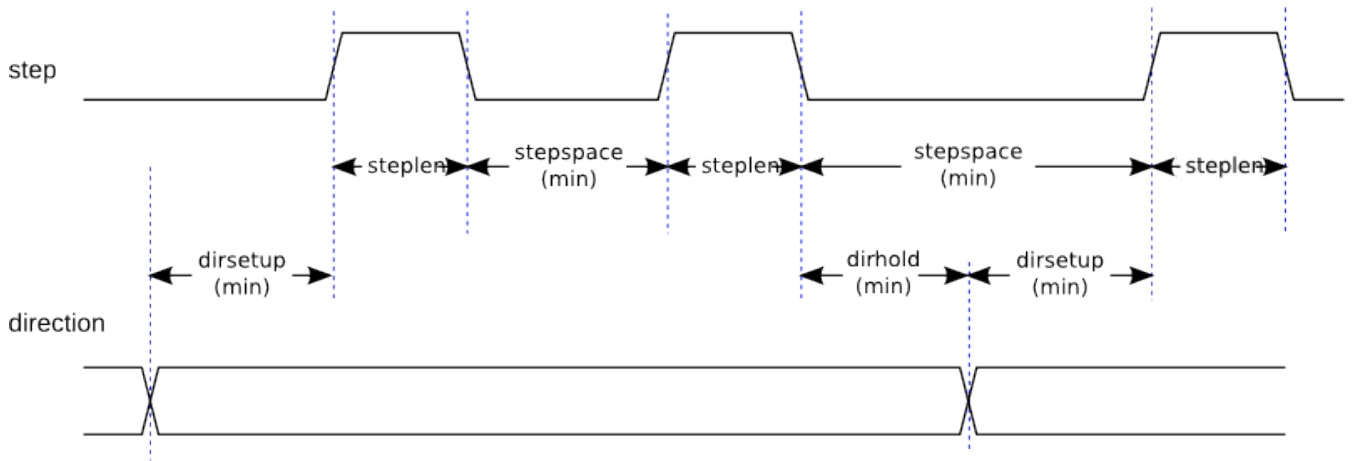 step
steplen
stepspace
(min)
steplen
stepspace
(min)
steplen
dirsetup
(min)
dirhold
(min)
dirsetup
(min)
direction